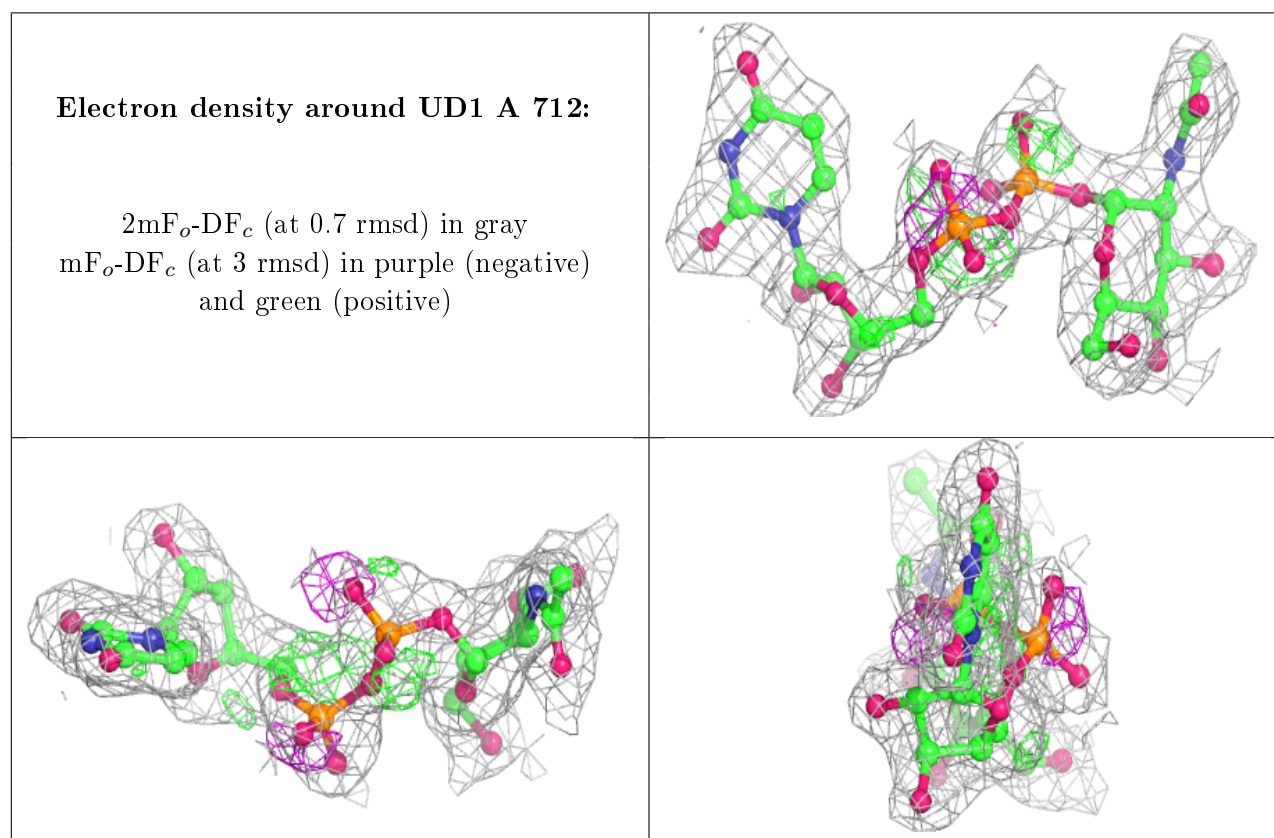 Electron density around UD1 A 712:
2mFₒ-DF𝒸 (at 0.7 rmsd) in gray
mFₒ-DF𝒸 (at 3 rmsd) in purple (negative)
and green (positive)